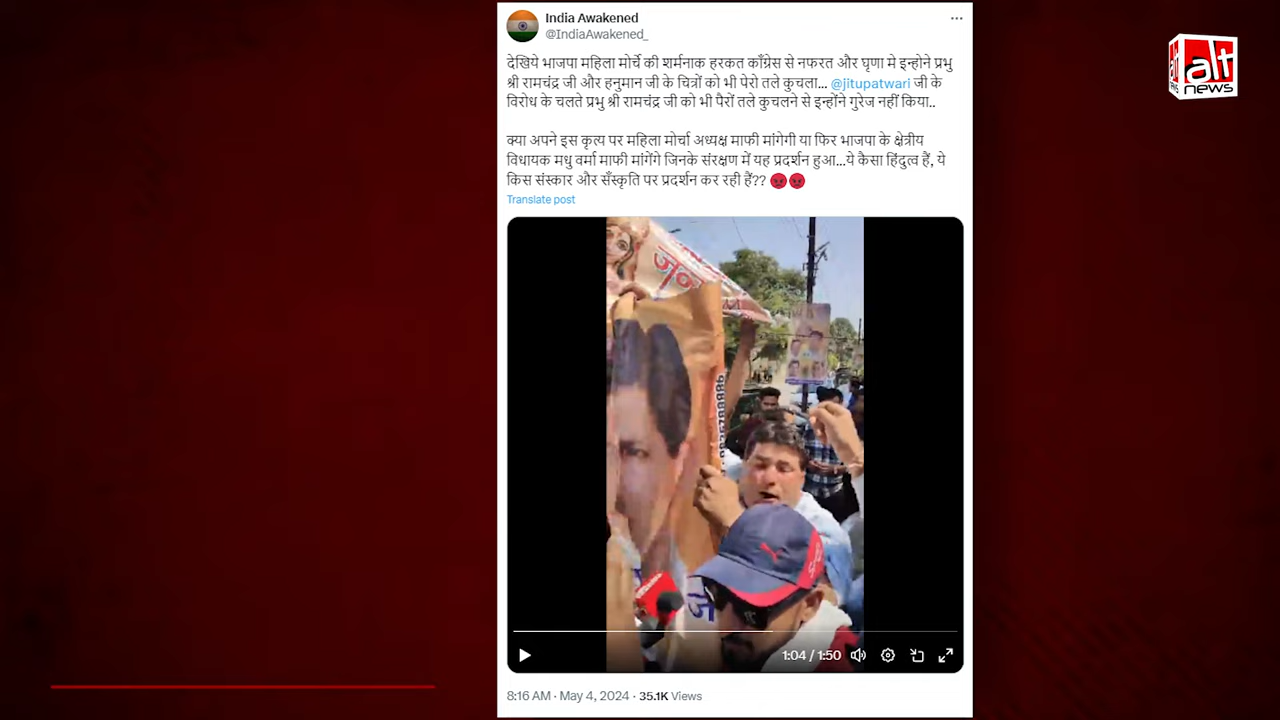 India Awakened
@IndiaAwakened_
देखिये भाजपा महिला मोर्चे की शर्मनाक हरकत काँग्रेस से नफरत और घृणा मे इन्होने प्रभु
श्री रामचंद्र जी और हनुमान जी के चित्रों को भी पेरो तले कुचला... @jitupatwari जी के
विरोध के चलते प्रभु श्री रामचंद्र जी को भी पैरों तले कुचलने से इन्होंने गुरेज नहीं किया..
क्या अपने इस कृत्य पर महिला मोर्चा अध्यक्ष माफी मांगेगी या फिर भाजपा के क्षेत्रीय
विधायक मधु वर्मा माफी मांगेंगे जिनके संरक्षण में यह प्रदर्शन हुआ...ये कैसा हिंदुत्व हैं, ये
किस संस्कार और सँस्कृति पर प्रदर्शन कर रही हैं?? 😡😡
Translate post
1:04 / 1:50
8:16 AM · May 4, 2024 · 35.1K Views
alt
news